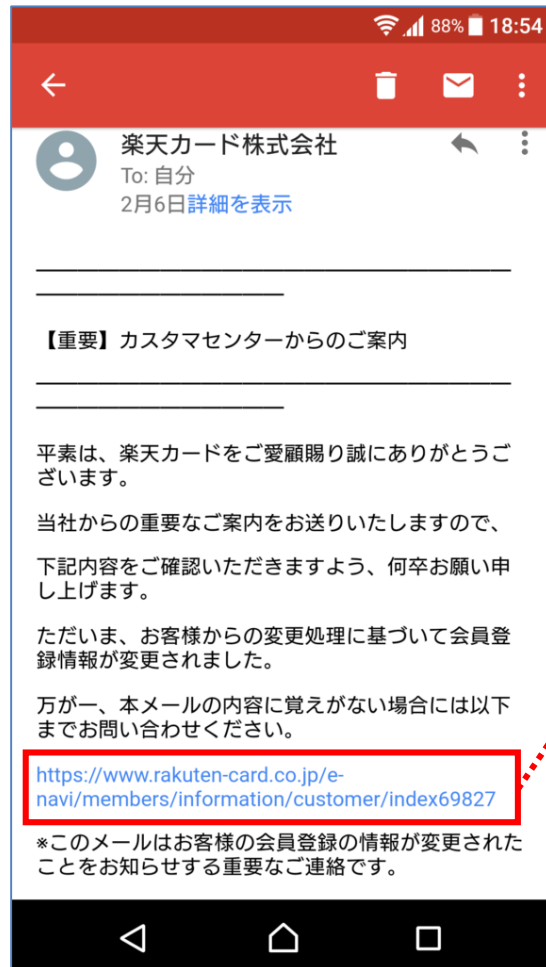 88% 18:54
楽天カード株式会社
To: 自分
2月6日詳細を表示
【重要】カスタマセンターからのご案内
平素は、楽天カードをご愛顧賜り誠にありがとうご
ざいます。
当社からの重要なご案内をお送りいたしますので、
下記内容をご確認いただきますよう、何卒お願い申
し上げます。
ただいま、お客様からの変更処理に基づいて会員登
録情報が変更されました。
万が一、本メールの内容に覚えがない場合には以下
までお問い合わせください。
https://www.rakuten-card.co.jp/e-
navi/members/information/customer/index69827
*このメールはお客様の会員登録の情報が変更された
ことをお知らせする重要なご連絡です。